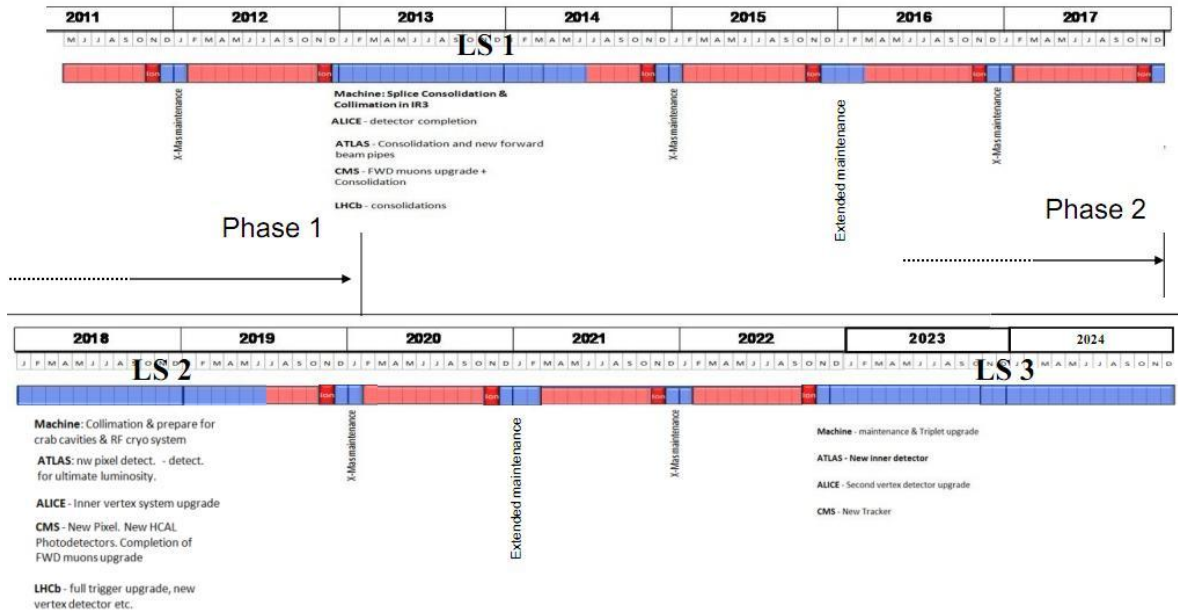 2011 2012 2013 2014 2015 2016 2017
M J J A S O N D J F M A M J J A S O N D J F M A M J J A S O N D J F M A M J J A S O N D J F M A M J J A S O N D J F M A M J J A S O N D J F M A M J J A S O N D
LS 1
Ion Ion Ion Ion Ion Ion
X-Mas maintenance
Machine: Splice Consolidation &
Collimation in IR3
ALICE - detector completion
ATLAS - Consolidation and new forward
beam pipes
CMS - FWD muons upgrade +
Consolidation
LHCb - consolidations
X-Mas maintenance
Extended maintenance
X-Mas maintenance
Phase 1
Phase 2
2018 2019 2020 2021 2022 2023 2024
J F M A M J J A S O N D J F M A M J J A S O N D J F M A M J J A S O N D J F M A M J J A S O N D J F M A M J J A S O N D J F M A M J J A S O N D J F M A M J J A S O N D
LS 2
LS 3
Ion Ion Ion Ion
Machine: Collimation & prepare for
crab cavities & RF cryo system
ATLAS: nw pixel detect. - detect.
for ultimate luminosity.
ALICE - Inner vertex system upgrade
CMS - New Pixel. New HCAL
Photodetectors. Completion of
FWD muons upgrade
LHCb - full trigger upgrade, new
vertex detector etc.
X-Mas maintenance
Extended maintenance
X-Mas maintenance
Machine - maintenance & Triplet upgrade
ATLAS - New inner detector
ALICE - Second vertex detector upgrade
CMS - New Tracker